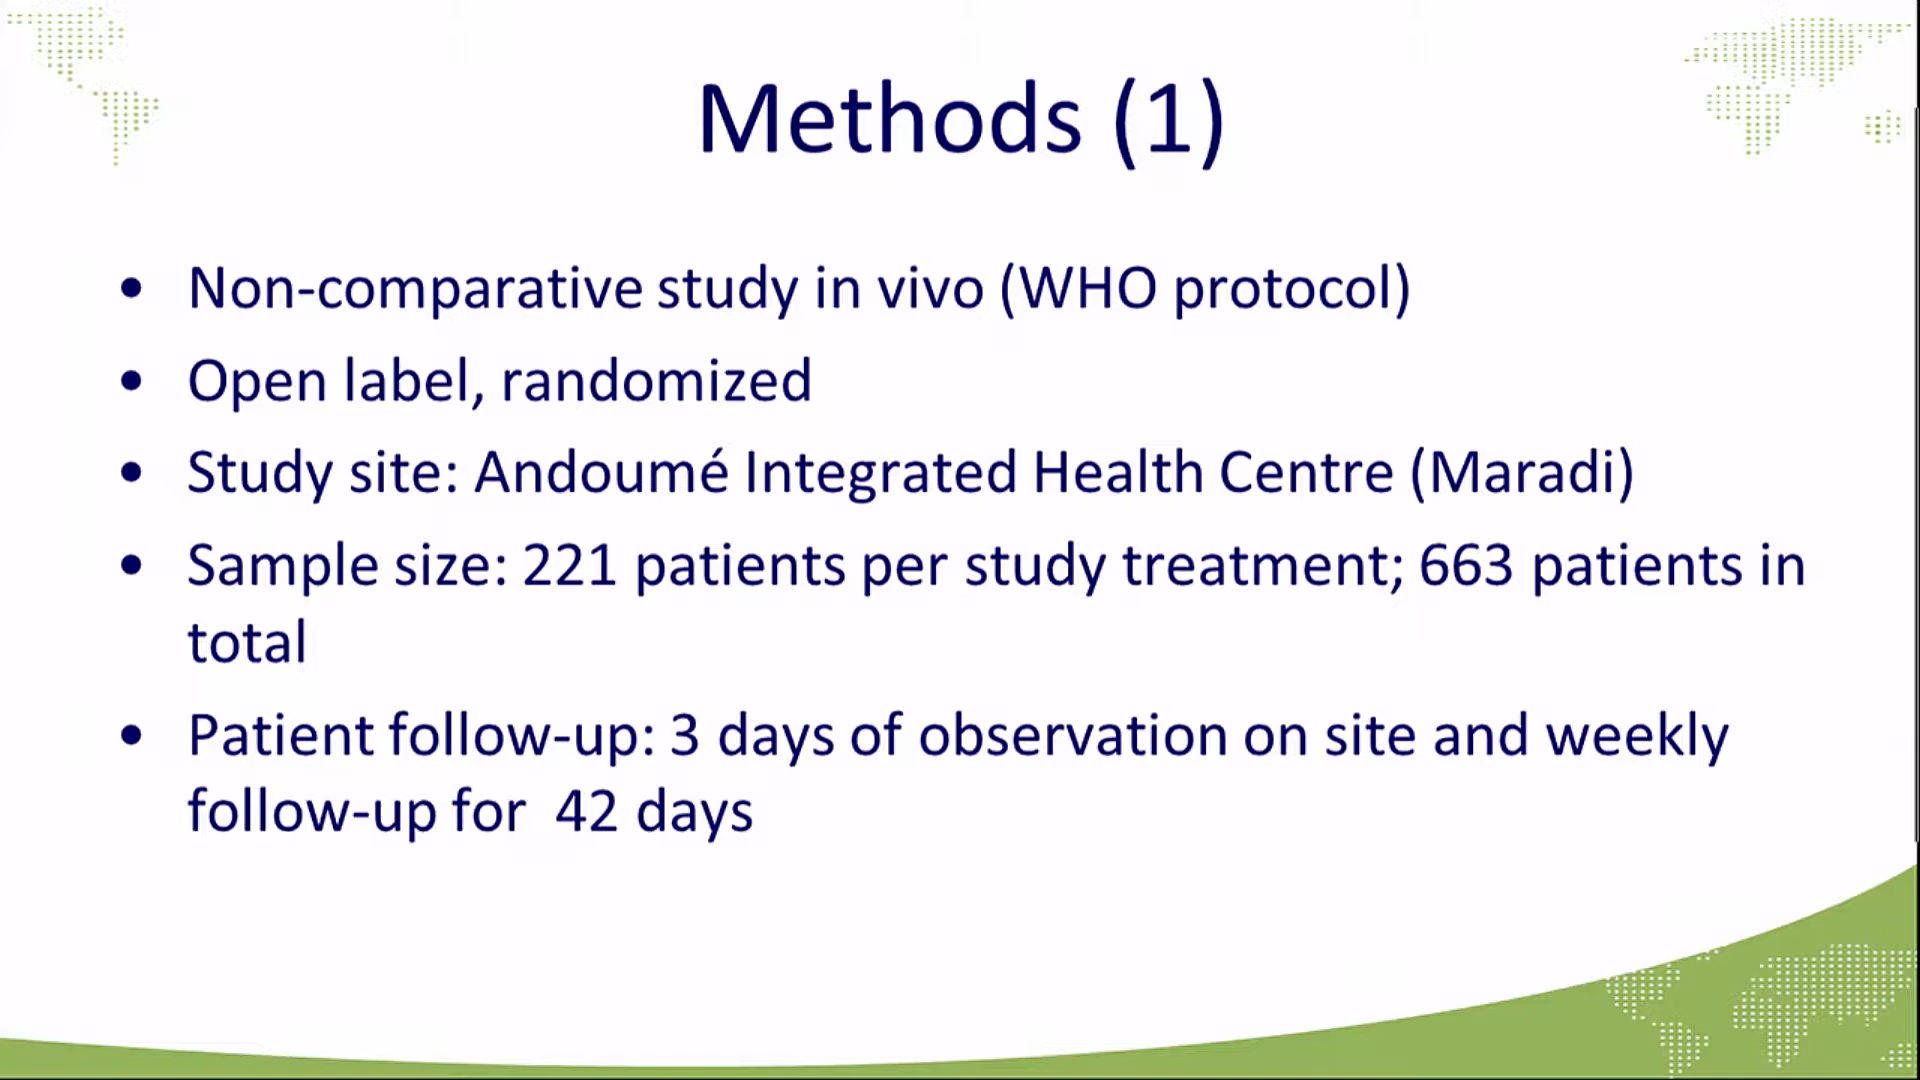 Methods (1)
• Non-comparative study in vivo (WHO protocol)
• Open label, randomized
• Study site: Andoumé Integrated Health Centre (Maradi)
• Sample size: 221 patients per study treatment; 663 patients in
total
• Patient follow-up: 3 days of observation on site and weekly
follow-up for  42 days